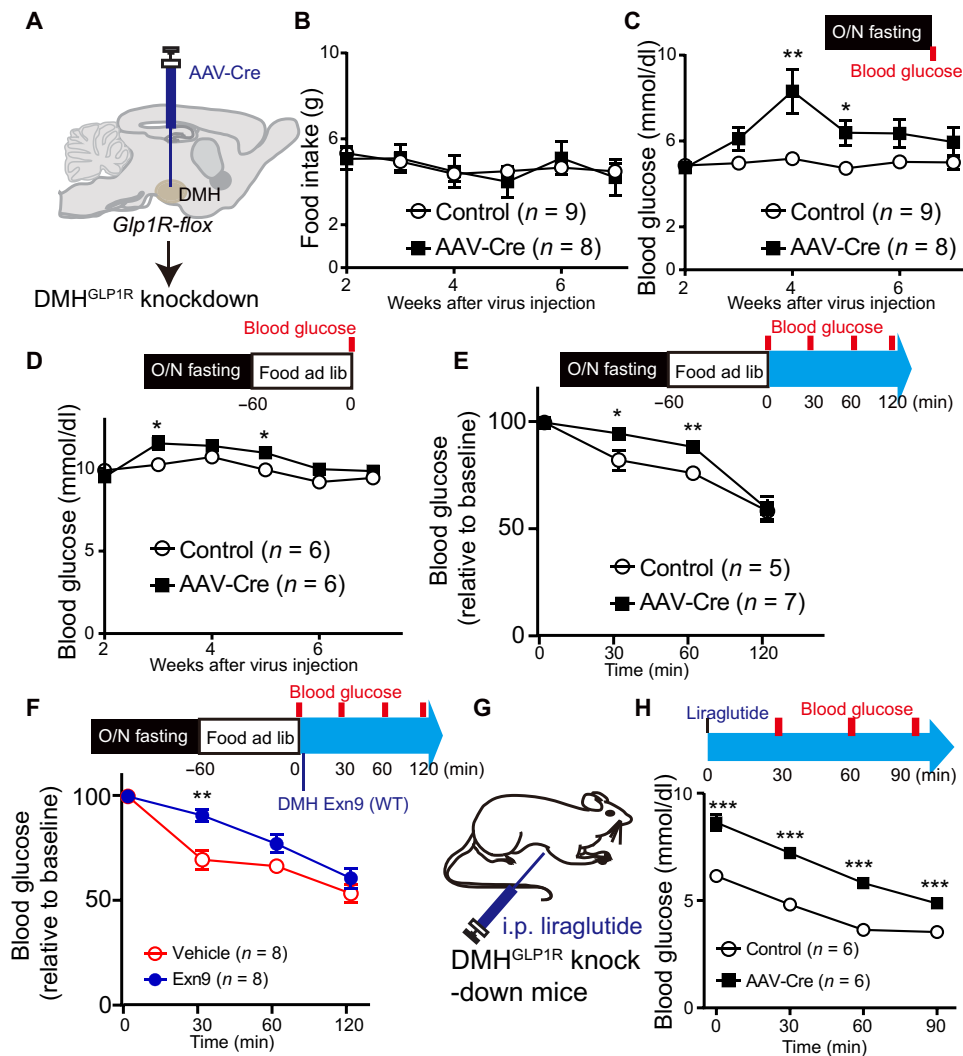 A
AAV-Cre
DMH
Glp1R-flox
DMH^GLP1R knockdown
B
Food intake (g)
10
8
6
4
2
0
Control (n = 9)
AAV-Cre (n = 8)
2 4 6
Weeks after virus injection
C
O/N fasting
Blood glucose
Blood glucose (mmol/dl)
10
8
6
4
2
0
**
*
Control (n = 9)
AAV-Cre (n = 8)
2 4 6
Weeks after virus injection
D
Blood glucose
O/N fasting
Food ad lib
–60 0
Blood glucose (mmol/dl)
15
10
5
0
* *
Control (n = 6)
AAV-Cre (n = 6)
2 4 6
Weeks after virus injection
E
Blood glucose
O/N fasting
Food ad lib
–60 0 30 60 120 (min)
Blood glucose
(relative to baseline)
100
50
100
*
**
Control (n = 5)
AAV-Cre (n = 7)
0 30 60 120
Time (min)
F
Blood glucose
O/N fasting
Food ad lib
–60 0 30 60 120 (min)
DMH Exn9 (WT)
Blood glucose
(relative to baseline)
100
50
0
**
Vehicle (n = 8)
Exn9 (n = 8)
0 30 60 120
Time (min)
G
i.p. liraglutide
DMH^GLP1R knock
-down mice
H
Liraglutide
Blood glucose
0 30 60 90 (min)
Blood glucose (mmol/dl)
10
5
0
***
***
***
***
Control (n = 6)
AAV-Cre (n = 6)
0 30 60 90
Time (min)